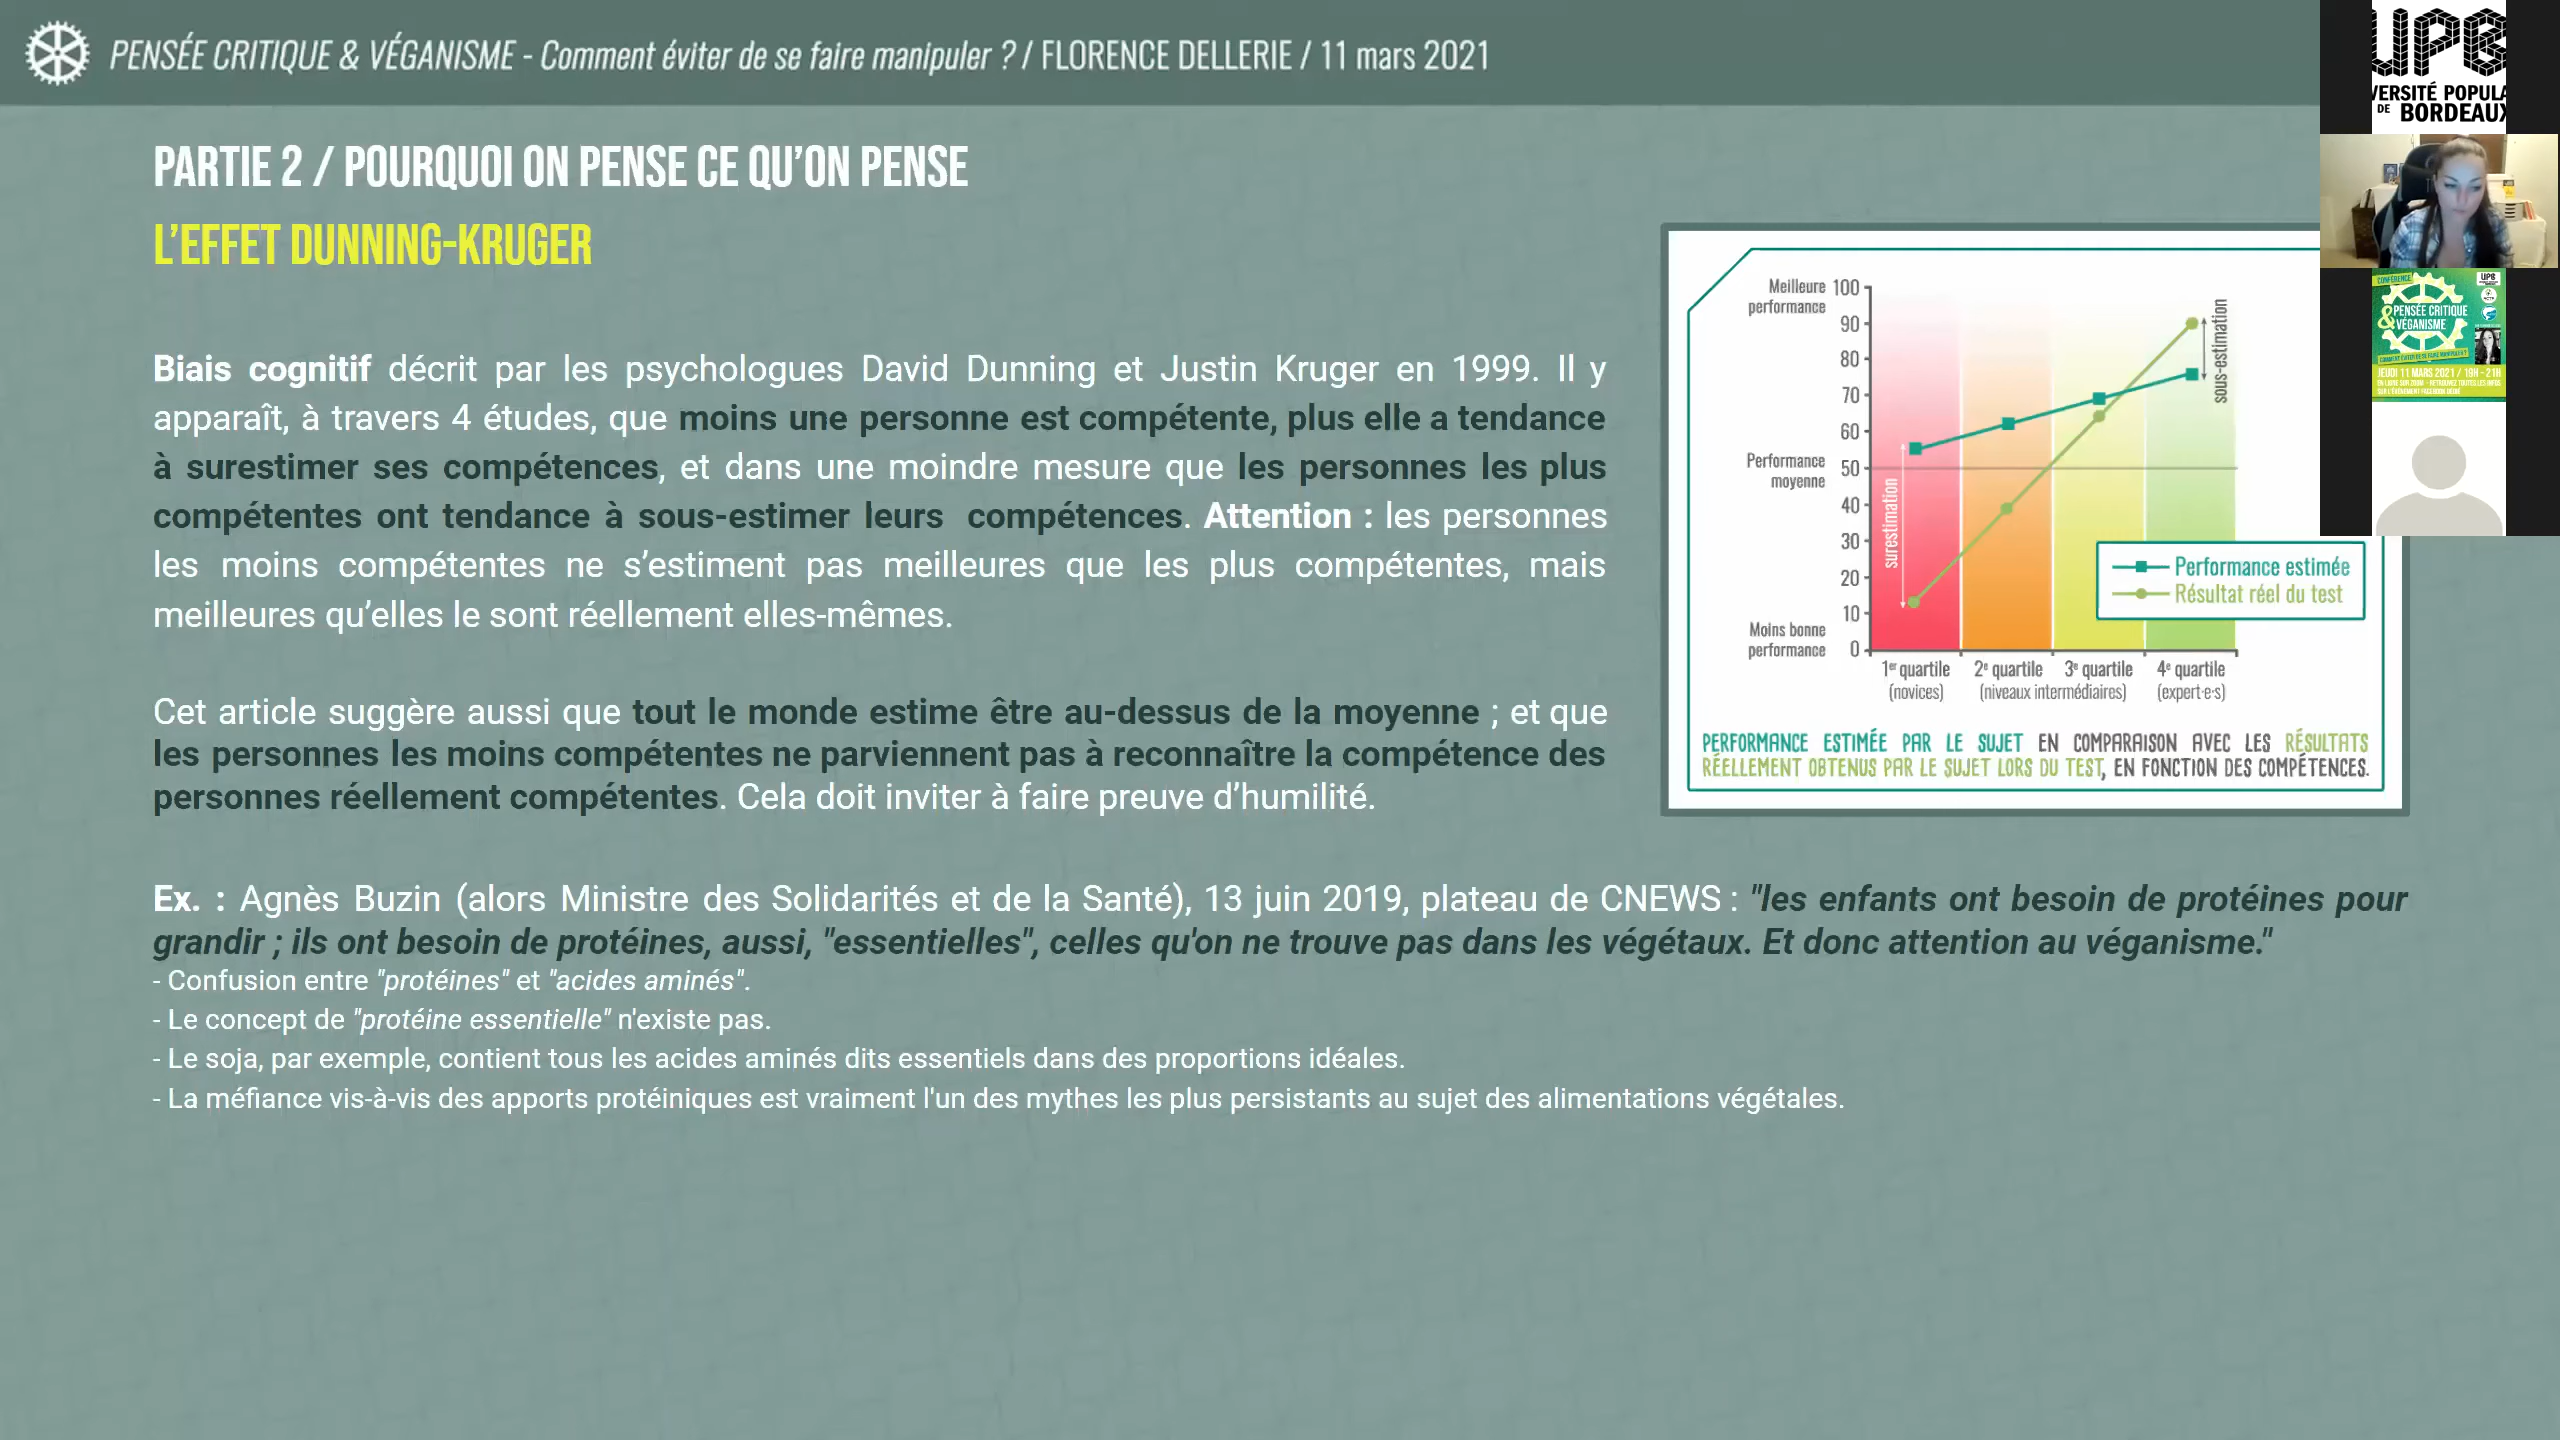 PENSÉE CRITIQUE & VÉGANISME - Comment éviter de se faire manipuler ? / FLORENCE DELLERIE / 11 mars 2021
PARTIE 2 / POURQUOI ON PENSE CE QU'ON PENSE
L'EFFET DUNNING-KRUGER
Biais cognitif décrit par les psychologues David Dunning et Justin Kruger en 1999. Il y
apparaît, à travers 4 études, que moins une personne est compétente, plus elle a tendance
à surestimer ses compétences, et dans une moindre mesure que les personnes les plus
compétentes ont tendance à sous-estimer leurs compétences. Attention : les personnes
les moins compétentes ne s'estiment pas meilleures que les plus compétentes, mais
meilleures qu'elles le sont réellement elles-mêmes.
Cet article suggère aussi que tout le monde estime être au-dessus de la moyenne ; et que
les personnes les moins compétentes ne parviennent pas à reconnaître la compétence des
personnes réellement compétentes. Cela doit inviter à faire preuve d'humilité.
Ex. : Agnès Buzin (alors Ministre des Solidarités et de la Santé), 13 juin 2019, plateau de CNEWS : "les enfants ont besoin de protéines pour
grandir ; ils ont besoin de protéines, aussi, "essentielles", celles qu'on ne trouve pas dans les végétaux. Et donc attention au véganisme."
- Confusion entre "protéines" et "acides aminés".
- Le concept de "protéine essentielle" n'existe pas.
- Le soja, par exemple, contient tous les acides aminés dits essentiels dans des proportions idéales.
- La méfiance vis-à-vis des apports protéiniques est vraiment l'un des mythes les plus persistants au sujet des alimentations végétales.
Meilleure
performance
100
90
80
70
60
Performance
moyenne
50
40
30
20
10
Moins bonne
performance
0
surestimation
sous-estimation
Performance estimée
Résultat réel du test
1er quartile
(novices)
2e quartile
3e quartile
(niveaux intermédiaires)
4e quartile
(expert·e·s)
PERFORMANCE ESTIMÉE PAR LE SUJET EN COMPARAISON AVEC LES RÉSULTATS
RÉELLEMENT OBTENUS PAR LE SUJET LORS DU TEST, EN FONCTION DES COMPÉTENCES.
UPB
VERSITÉ POPULA
DE BORDEAUX
CONFÉRENCE
UPB
PENSÉE CRITIQUE
& VÉGANISME
COMMENT ÉVITER DE SE FAIRE MANIPULER ?
JEUDI 11 MARS 2021 / 19H - 21H